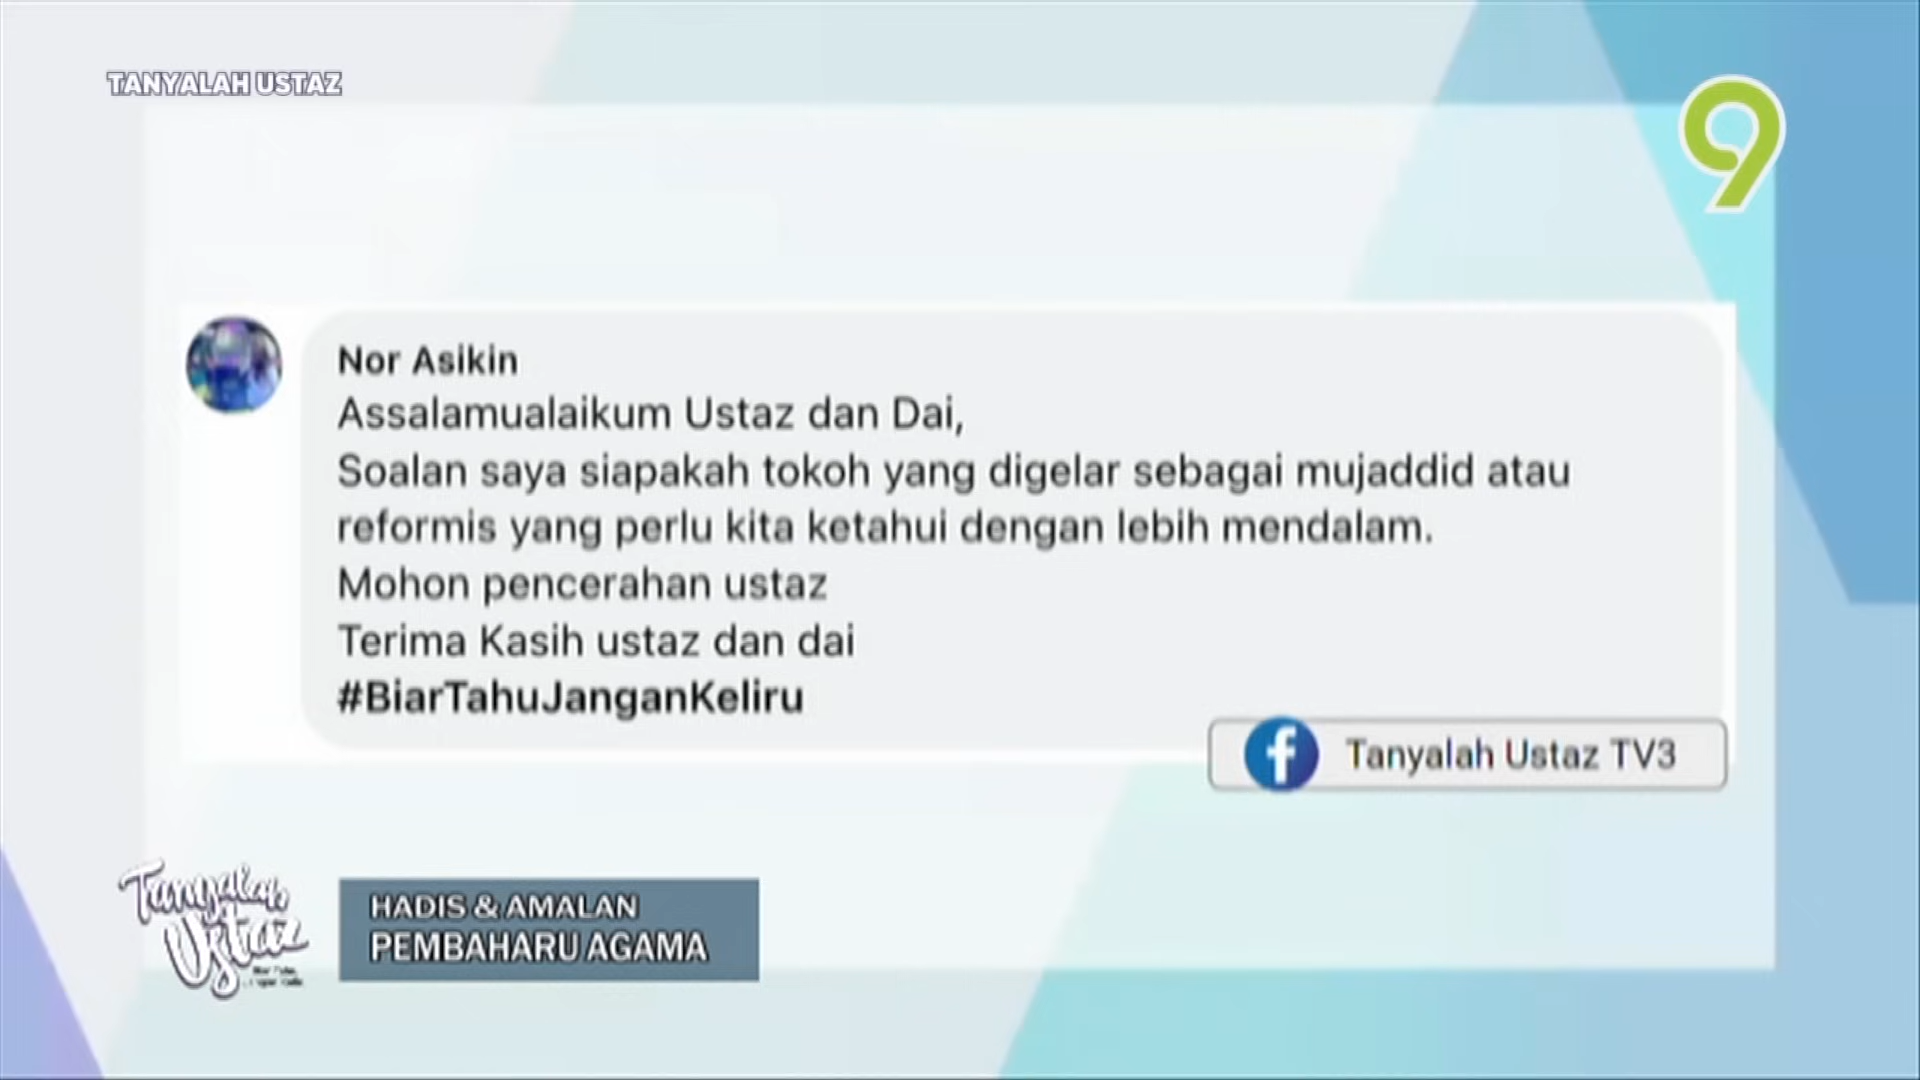 TANYALAH USTAZ
9
Nor Asikin
Assalamualaikum Ustaz dan Dai,
Soalan saya siapakah tokoh yang digelar sebagai mujaddid atau
reformis yang perlu kita ketahui dengan lebih mendalam.
Mohon pencerahan ustaz
Terima Kasih ustaz dan dai
#BiarTahuJanganKeliru
f Tanyalah Ustaz TV3
Tanyalah
Ustaz
HADIS & AMALAN
PEMBAHARU AGAMA